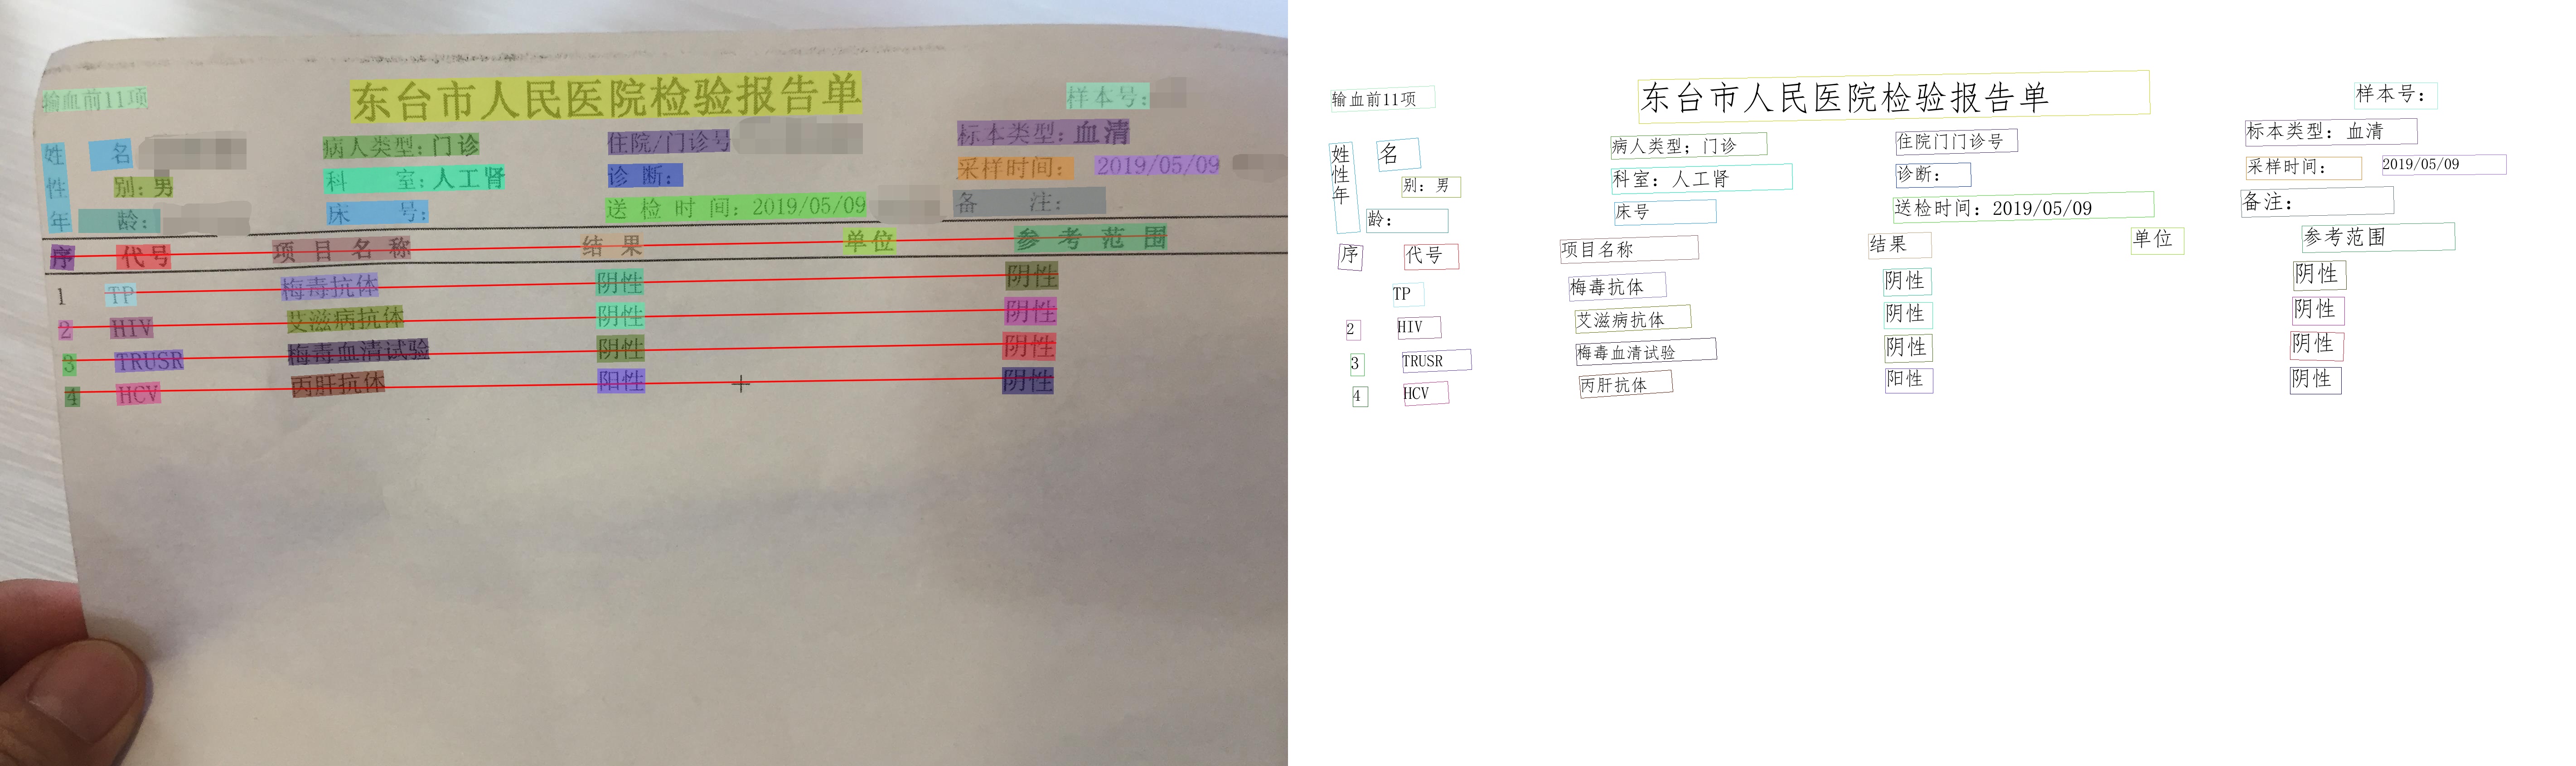 输血前11项 东台市人民医院检验报告单 样本号:
姓 名 病人类型:门诊 住院/门诊号 标本类型:血清
性 别:男 科 室:人工肾 诊 断: 采样时间: 2019/05/09
年 龄: 床 号: 送 检 时 间: 2019/05/09 备 注:
序 代号 项 目 名 称 结 果 单位 参 考 范 围
1 TP 梅毒抗体 阴性 阴性
2 HIV 艾滋病抗体 阴性 阴性
3 TRUSR 梅毒血清试验 阴性 阴性
4 HCV 丙肝抗体 阳性 阴性
输血前11项 东台市人民医院检验报告单 样本号:
姓 名 病人类型; 门诊 住院门门诊号 标本类型: 血清
性 别: 男 科室: 人工肾 诊断: 采样时间: 2019/05/09
年 龄: 床号 送检时间: 2019/05/09 备注:
序 代号 项目名称 结果 单位 参考范围
TP 梅毒抗体 阴性 阴性
2 HIV 艾滋病抗体 阴性 阴性
3 TRUSR 梅毒血清试验 阴性 阴性
4 HCV 丙肝抗体 阳性 阴性